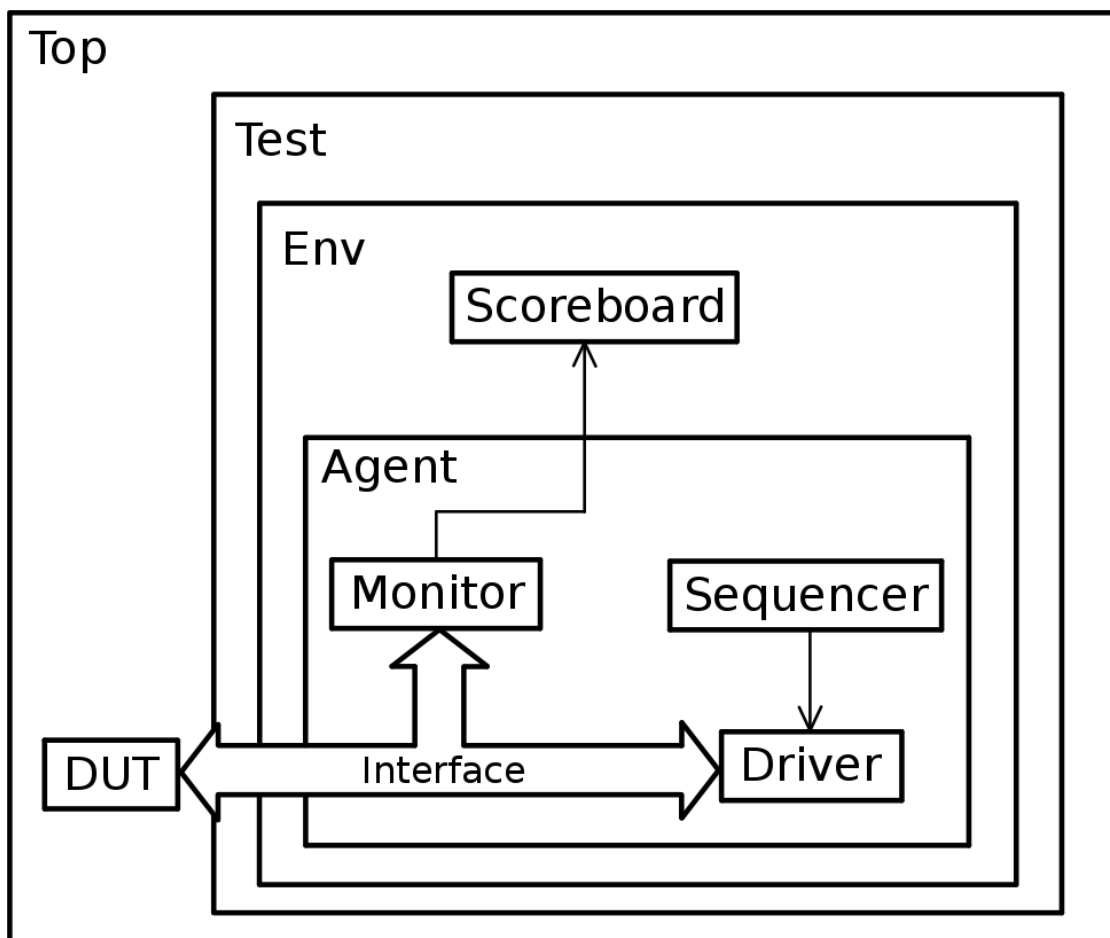 Top
Test
Env
Scoreboard
Agent
Monitor
Sequencer
DUT
Interface
Driver